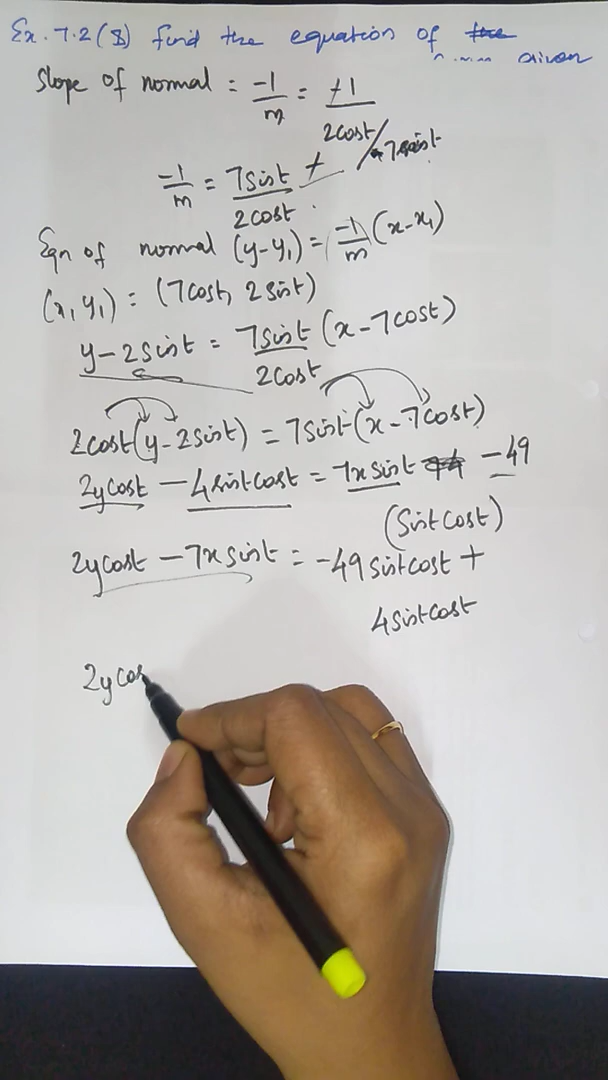 Ex. 7.2 (8) find the equation of the
given
Slope of normal = -1/m = +1/(2cost/-7sint)
-1/m = 7sint/2cost +
Eqn of normal (y-y₁) = -1/m (x-x₁)
(x₁ y₁) = (7cost, 2sint)
y-2sint = 7sint/2cost (x-7cost)
2cost(y-2sint) = 7sint(x-7cost)
2ycost - 4sintcost = 7xsint -49
(sintcost)
2ycost - 7xsint = -49sintcost +
4sintcost
2ycos